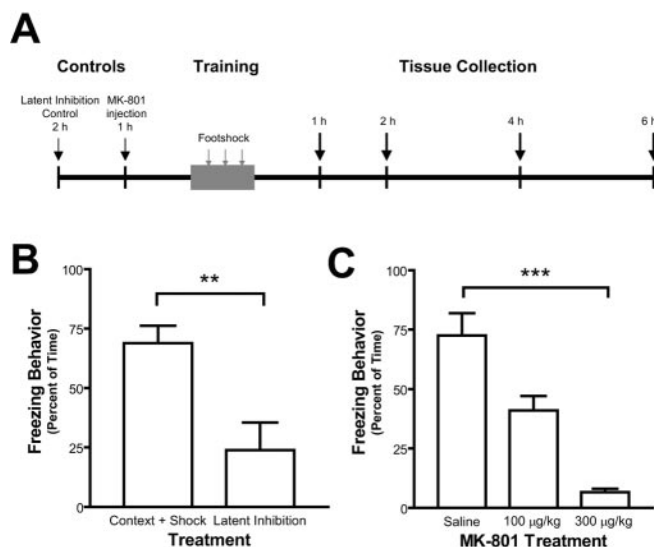 A
Controls Training Tissue Collection
Latent Inhibition
Control
2 h
MK-801
injection
1 h
Footshock
1 h 2 h 4 h 6 h
B
**
100
75
50
25
0
Freezing Behavior
(Percent of Time)
Context + Shock Latent Inhibition
Treatment
C
***
100
75
50
25
0
Freezing Behavior
(Percent of Time)
Saline 100 μg/kg 300 μg/kg
MK-801 Treatment